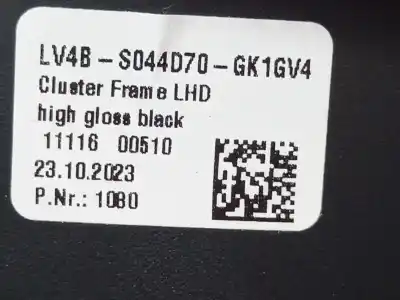 LV4B-S044D70-GK1GV4
Cluster Frame LHD
high gloss black
11116 00510
23.10.2023
P.Nr.: 1080